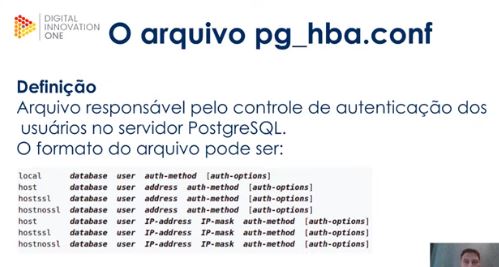 DIGITAL
INNOVATION
ONE
O arquivo pg_hba.conf
Definição
Arquivo responsável pelo controle de autenticação dos
usuários no servidor PostgreSQL.
O formato do arquivo pode ser:
local database user auth-method [auth-options]
host database user address auth-method [auth-options]
hostssl database user address auth-method [auth-options]
hostnossl database user address auth-method [auth-options]
host database user IP-address IP-mask auth-method [auth-options]
hostssl database user IP-address IP-mask auth-method [auth-options]
hostnossl database user IP-address IP-mask auth-method [auth-options]